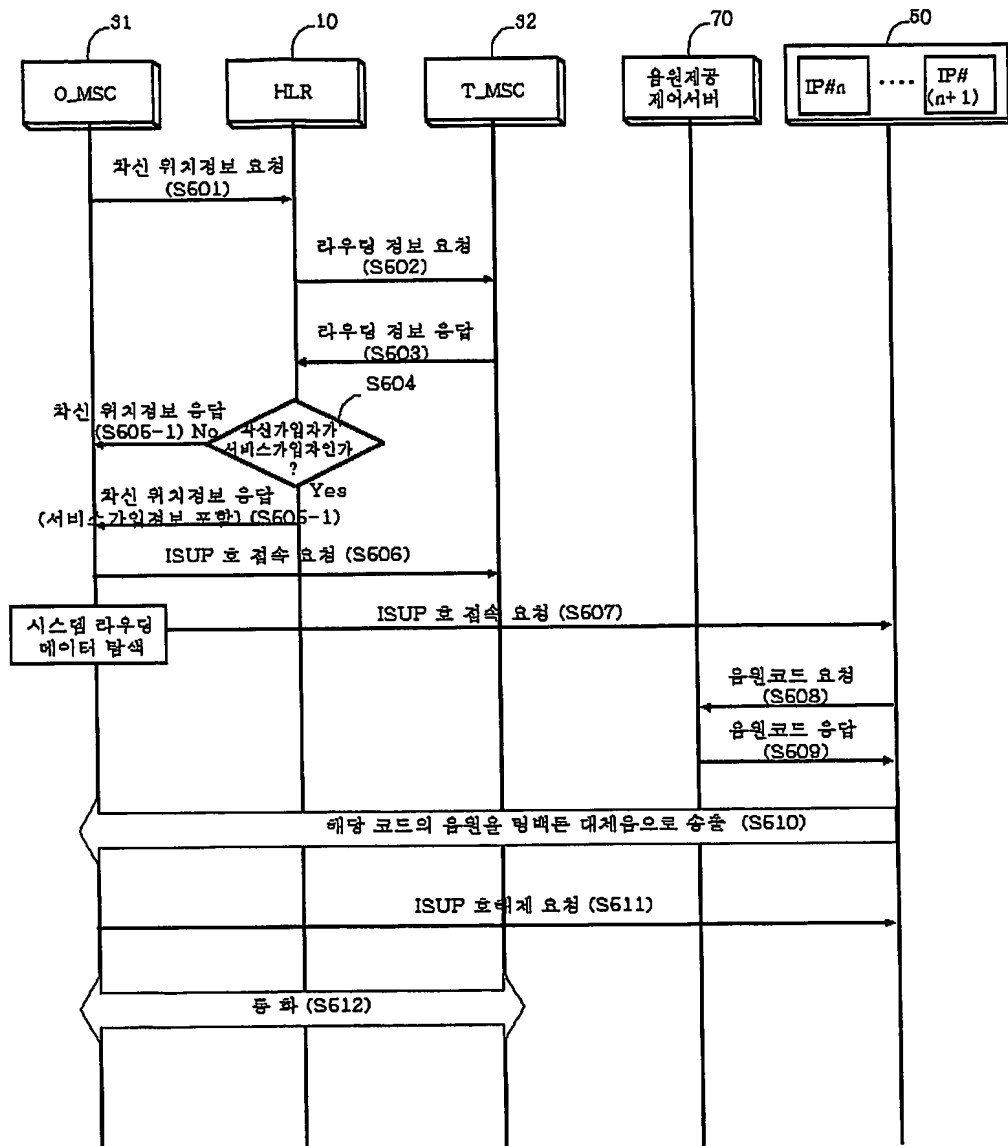 31
10
32
70
50
O_MSC
HLR
T_MSC
음원제공
제어서버
IP#n
....
IP#
(n+1)
착신 위치정보 요청
(S601)
라우팅 정보 요청
(S602)
라우팅 정보 응답
(S603)
S604
착신 위치정보 응답
(S605-1) No
착신가입자가
서비스가입자인가
?
Yes
착신 위치정보 응답
(서비스가입정보 포함) (S605-1)
ISUP 호 접속 요청 (S606)
시스템 라우팅
데이터 탐색
ISUP 호 접속 요청 (S607)
음원코드 요청
(S608)
음원코드 응답
(S609)
해당 코드의 음원을 링백톤 대체음으로 송출 (S610)
ISUP 호해제 요청 (S611)
통 화 (S612)